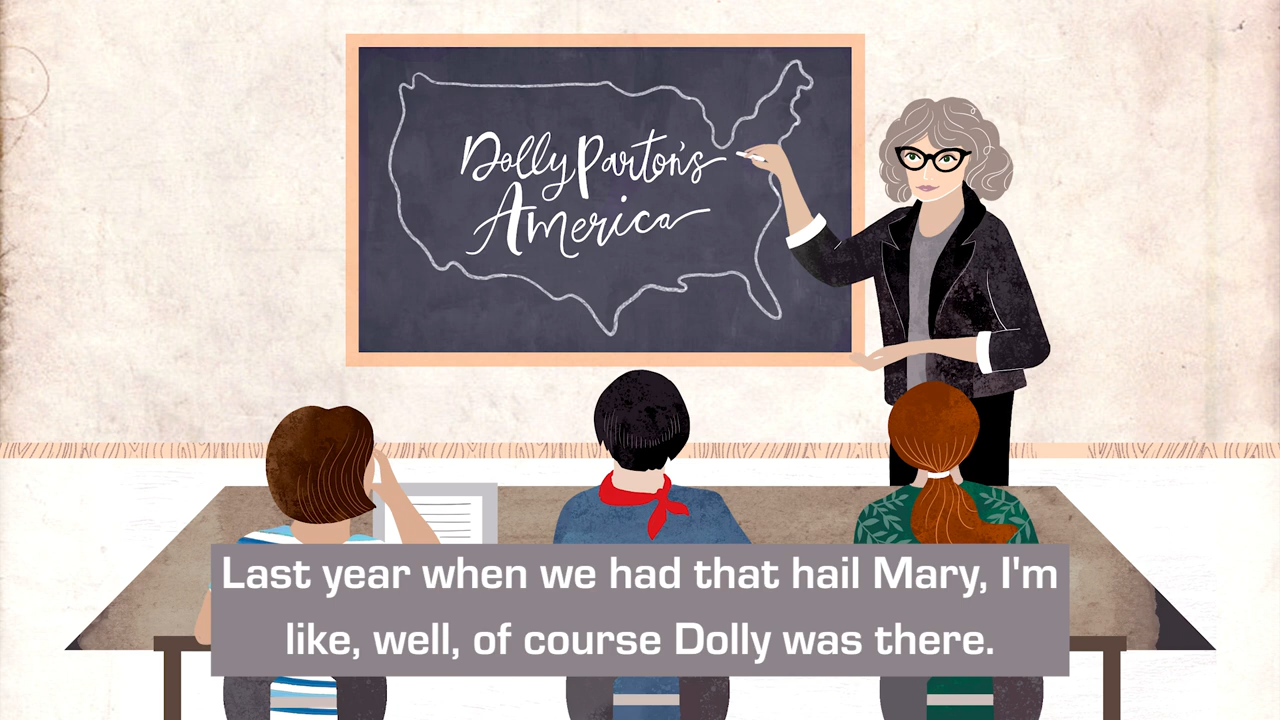 Dolly Parton's
America
Last year when we had that hail Mary, I'm
like, well, of course Dolly was there.